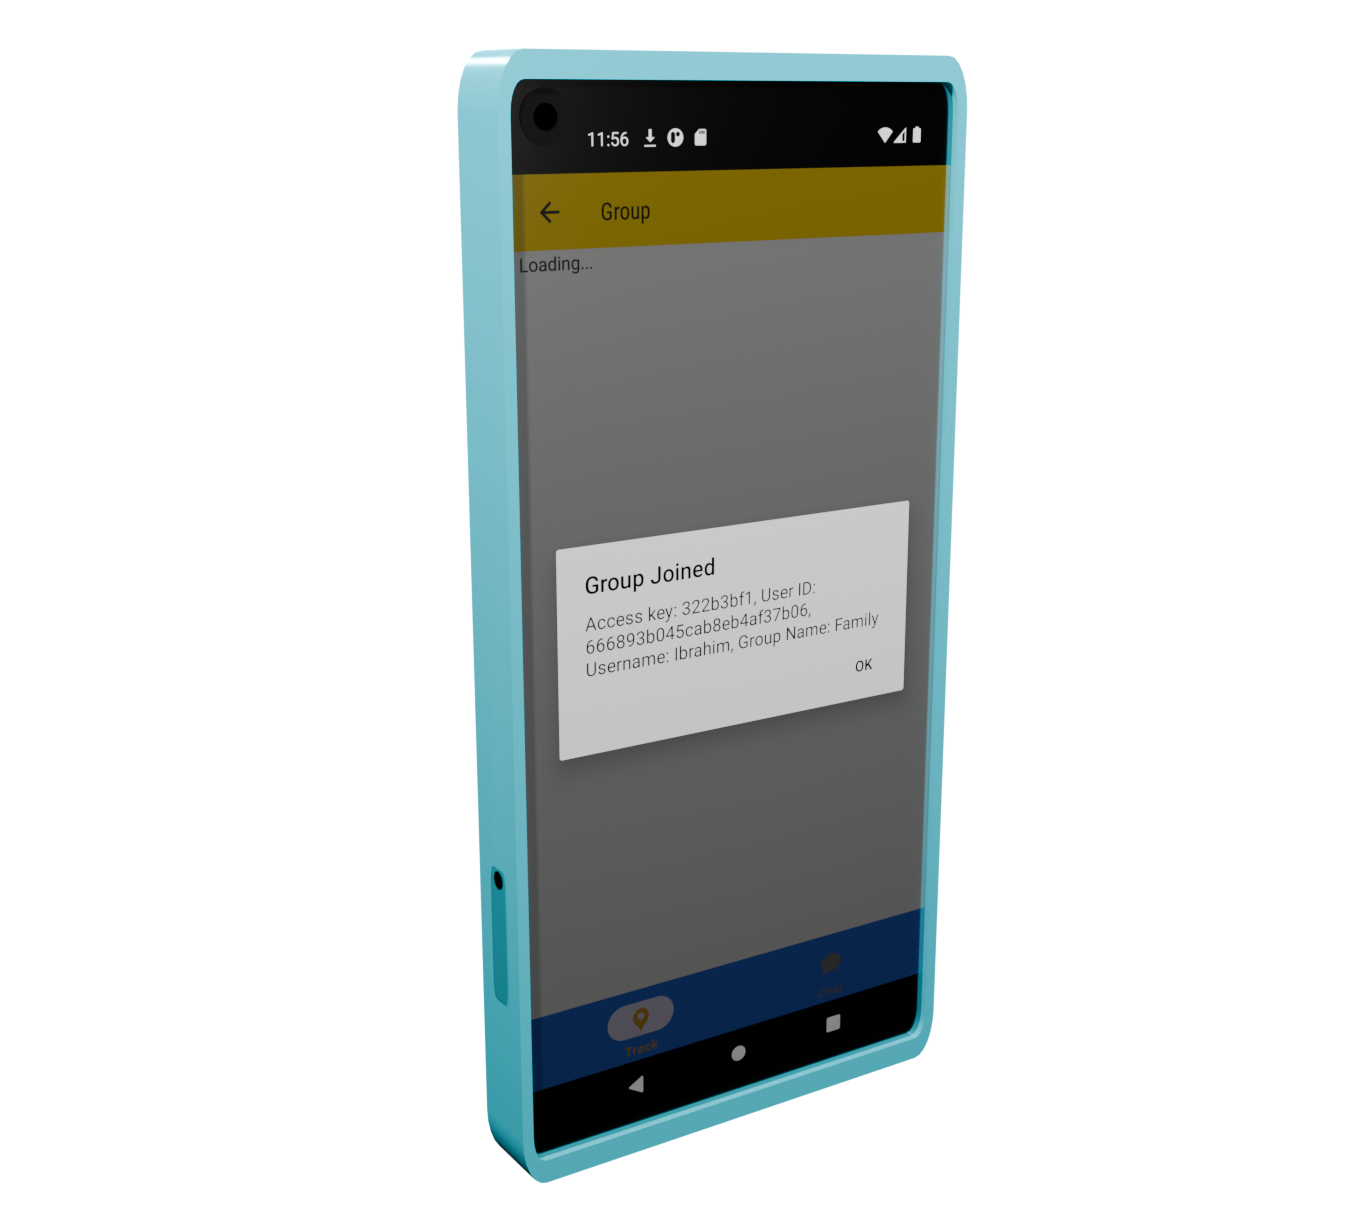 11:56
Group
Loading...
Group Joined
Access key: 322b3bf1, User ID:
666893b045cab8eb4af37b06,
Username: Ibrahim, Group Name: Family
OK
Chat
Track